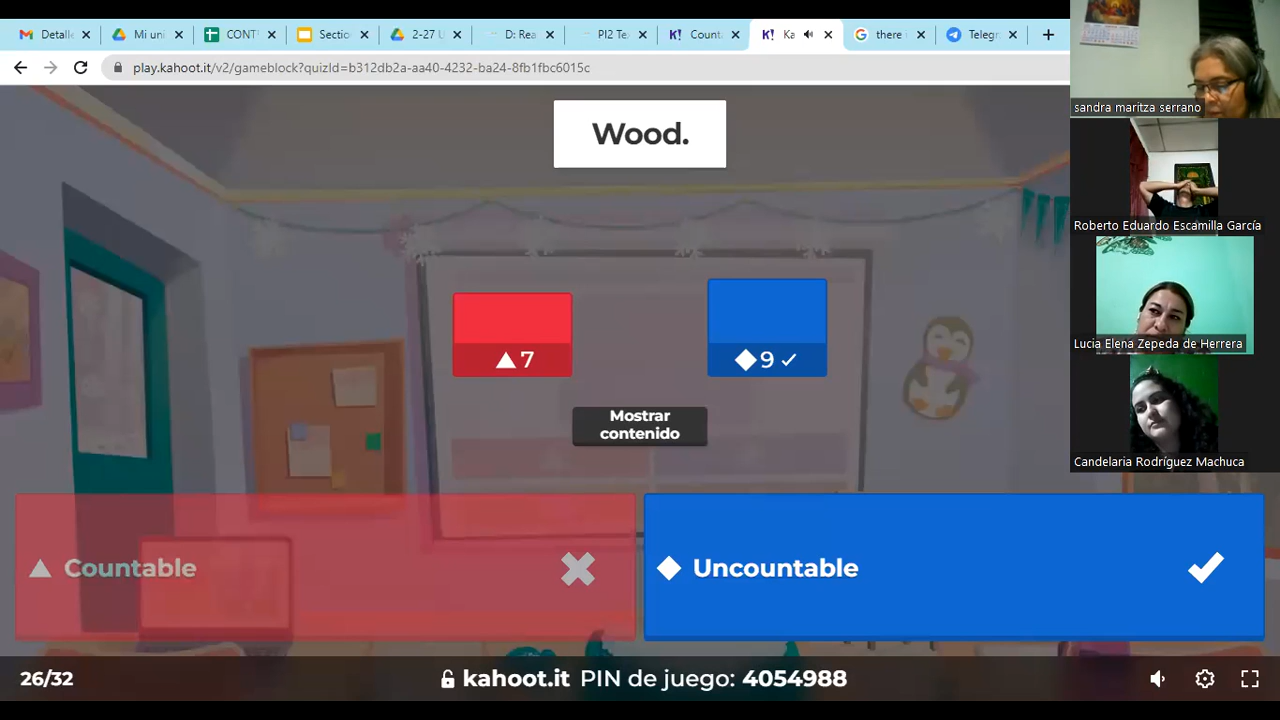 Detalle
Mi uni
CONT
Sectio
2-27 U
D: Rea
PI2 Te
Count
Ka
there i
Telegr
play.kahoot.it/v2/gameblock?quizId=b312db2a-aa40-4232-ba24-8fb1fbc6015c
Wood.
7
9
Mostrar
contenido
Countable
Uncountable
26/32
kahoot.it PIN de juego: 4054988
sandra maritza serrano
Roberto Eduardo Escamilla García
Lucia Elena Zepeda de Herrera
Candelaria Rodríguez Machuca